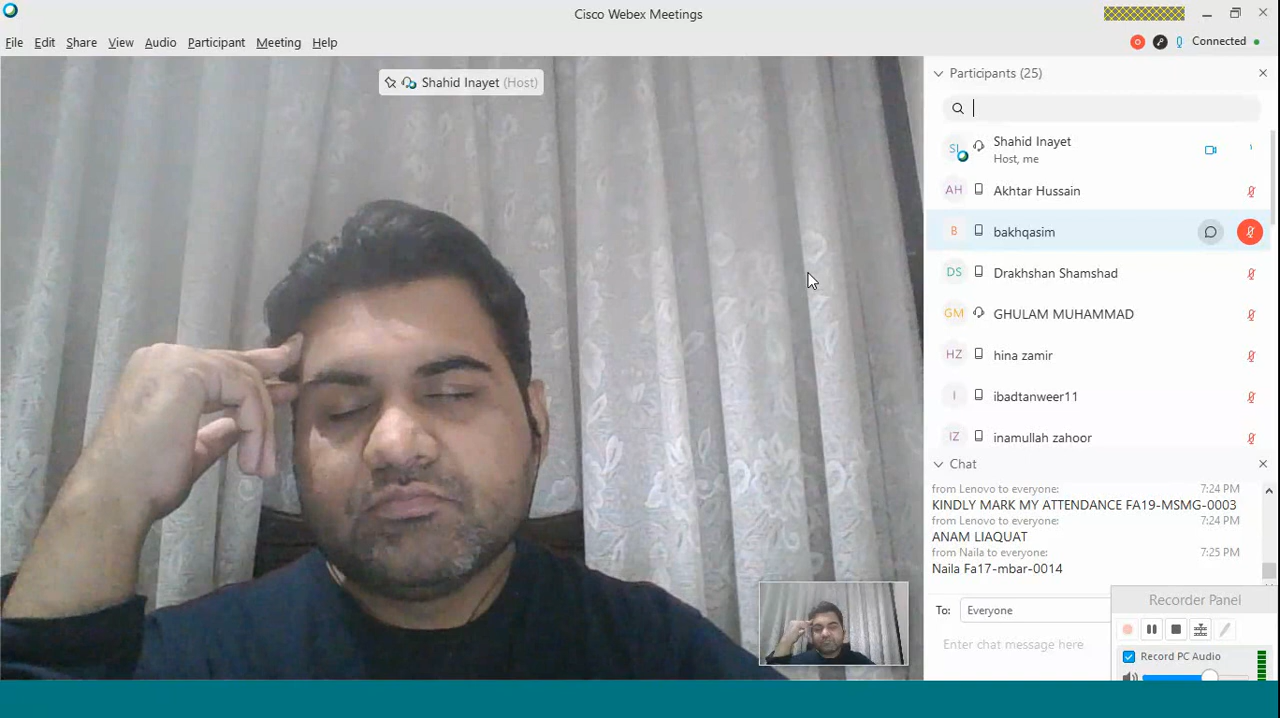 Cisco Webex Meetings
File Edit Share View Audio Participant Meeting Help
Connected
Shahid Inayet (Host)
Participants (25)
SI Shahid Inayet
Host, me
AH Akhtar Hussain
B bakhqasim
DS Drakhshan Shamshad
GM GHULAM MUHAMMAD
HZ hina zamir
I ibadtanweer11
IZ inamullah zahoor
Chat
from Lenovo to everyone: 7:24 PM
KINDLY MARK MY ATTENDANCE FA19-MSMG-0003
from Lenovo to everyone: 7:24 PM
ANAM LIAQUAT
from Naila to everyone: 7:25 PM
Naila Fa17-mbar-0014
To: Everyone
Enter chat message here
Recorder Panel
Record PC Audio